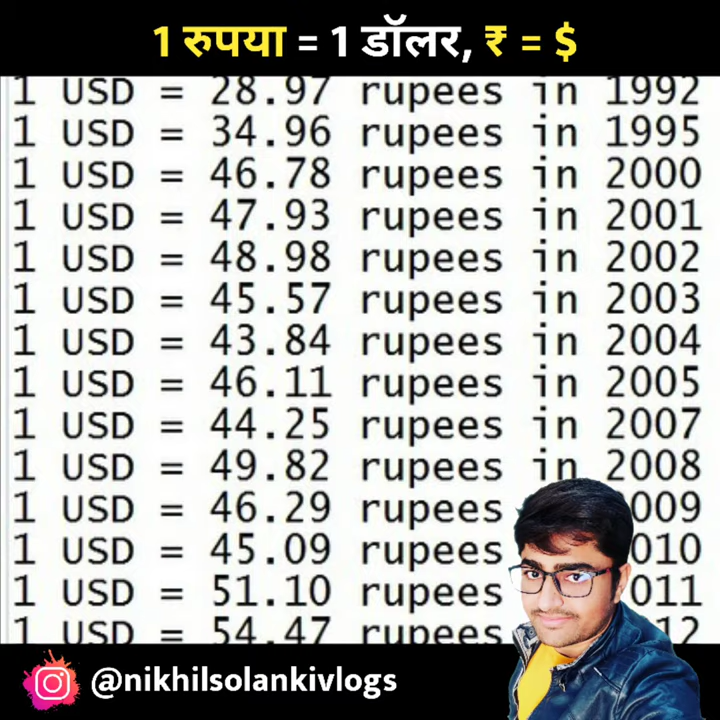 1 रुपया = 1 डॉलर, ₹ = $
1 USD = 28.97 rupees in 1992
1 USD = 34.96 rupees in 1995
1 USD = 46.78 rupees in 2000
1 USD = 47.93 rupees in 2001
1 USD = 48.98 rupees in 2002
1 USD = 45.57 rupees in 2003
1 USD = 43.84 rupees in 2004
1 USD = 46.11 rupees in 2005
1 USD = 44.25 rupees in 2007
1 USD = 49.82 rupees in 2008
1 USD = 46.29 rupees 009
1 USD = 45.09 rupees 010
1 USD = 51.10 rupees 011
1 USD = 54.47 rupees 12
@nikhilsolankivlogs